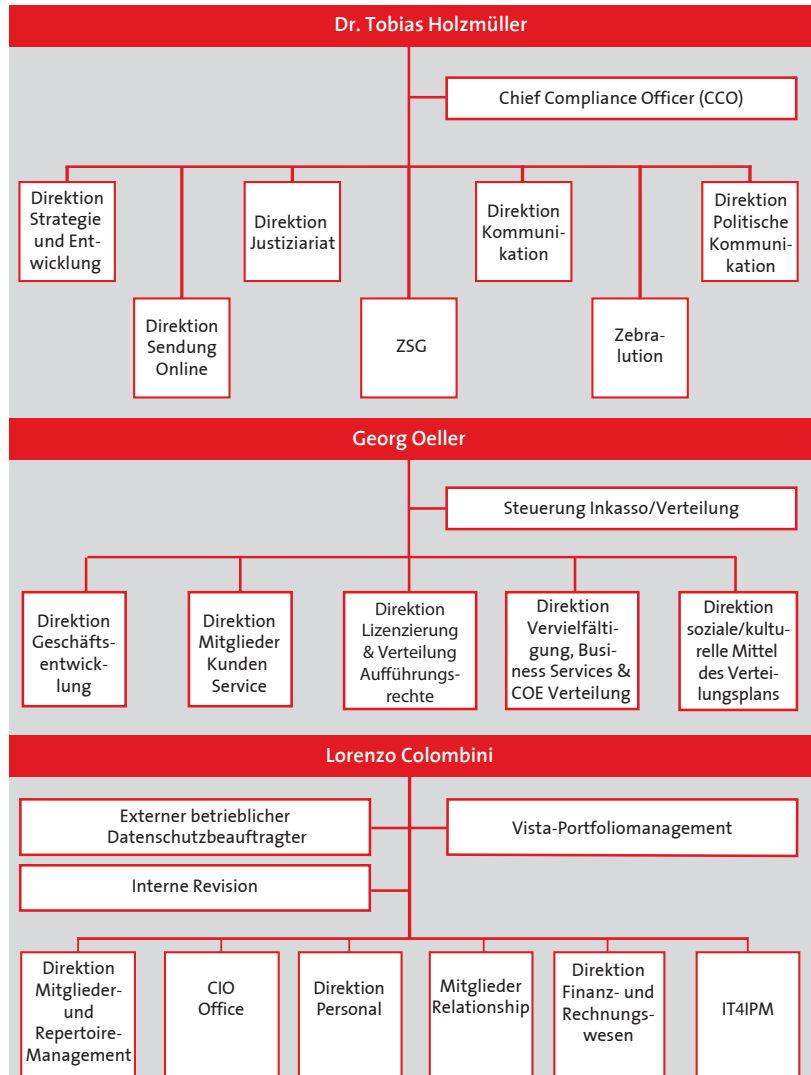 Dr. Tobias Holzmüller
Chief Compliance Officer (CCO)
Direktion
Strategie
und Ent-
wicklung
Direktion
Sendung
Online
Direktion
Justiziariat
ZSG
Direktion
Kommuni-
kation
Zebra-
lution
Direktion
Politische
Kommuni-
kation
Georg Oeller
Steuerung Inkasso/Verteilung
Direktion
Geschäfts-
entwick-
lung
Direktion
Mitglieder
Kunden
Service
Direktion
Lizenzierung
& Verteilung
Aufführungs-
rechte
Direktion
Vervielfälti-
gung, Busi-
ness Services &
COE Verteilung
Direktion
soziale/kultu-
relle Mittel
des Vertei-
lungsplans
Lorenzo Colombini
Externer betrieblicher
Datenschutzbeauftragter
Vista-Portfoliomanagement
Interne Revision
Direktion
Mitglieder-
und
Repertoire-
Management
CIO
Office
Direktion
Personal
Mitglieder
Relationship
Direktion
Finanz- und
Rechnungs-
wesen
IT4IPM